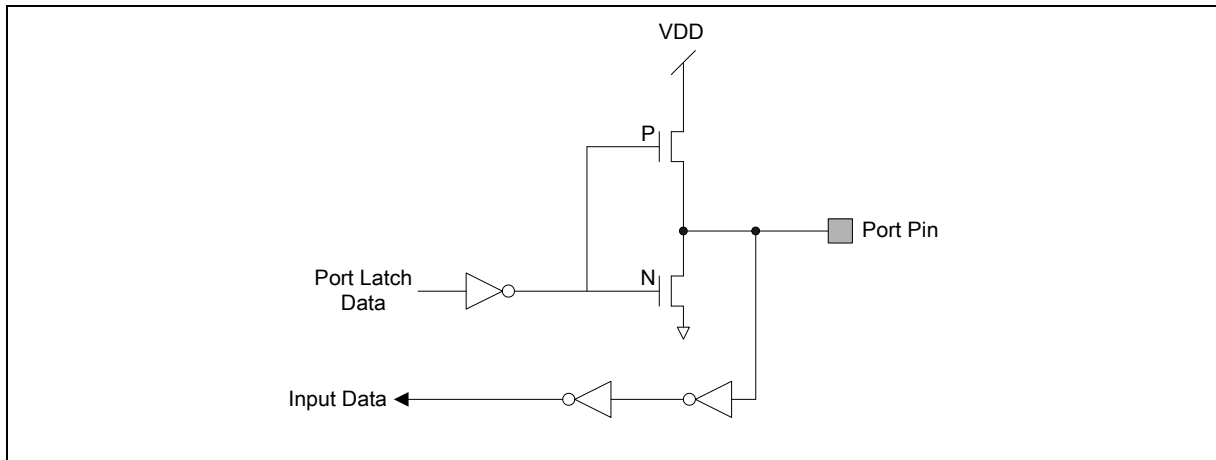 VDD
P
Port Pin
N
Port Latch
Data
Input Data